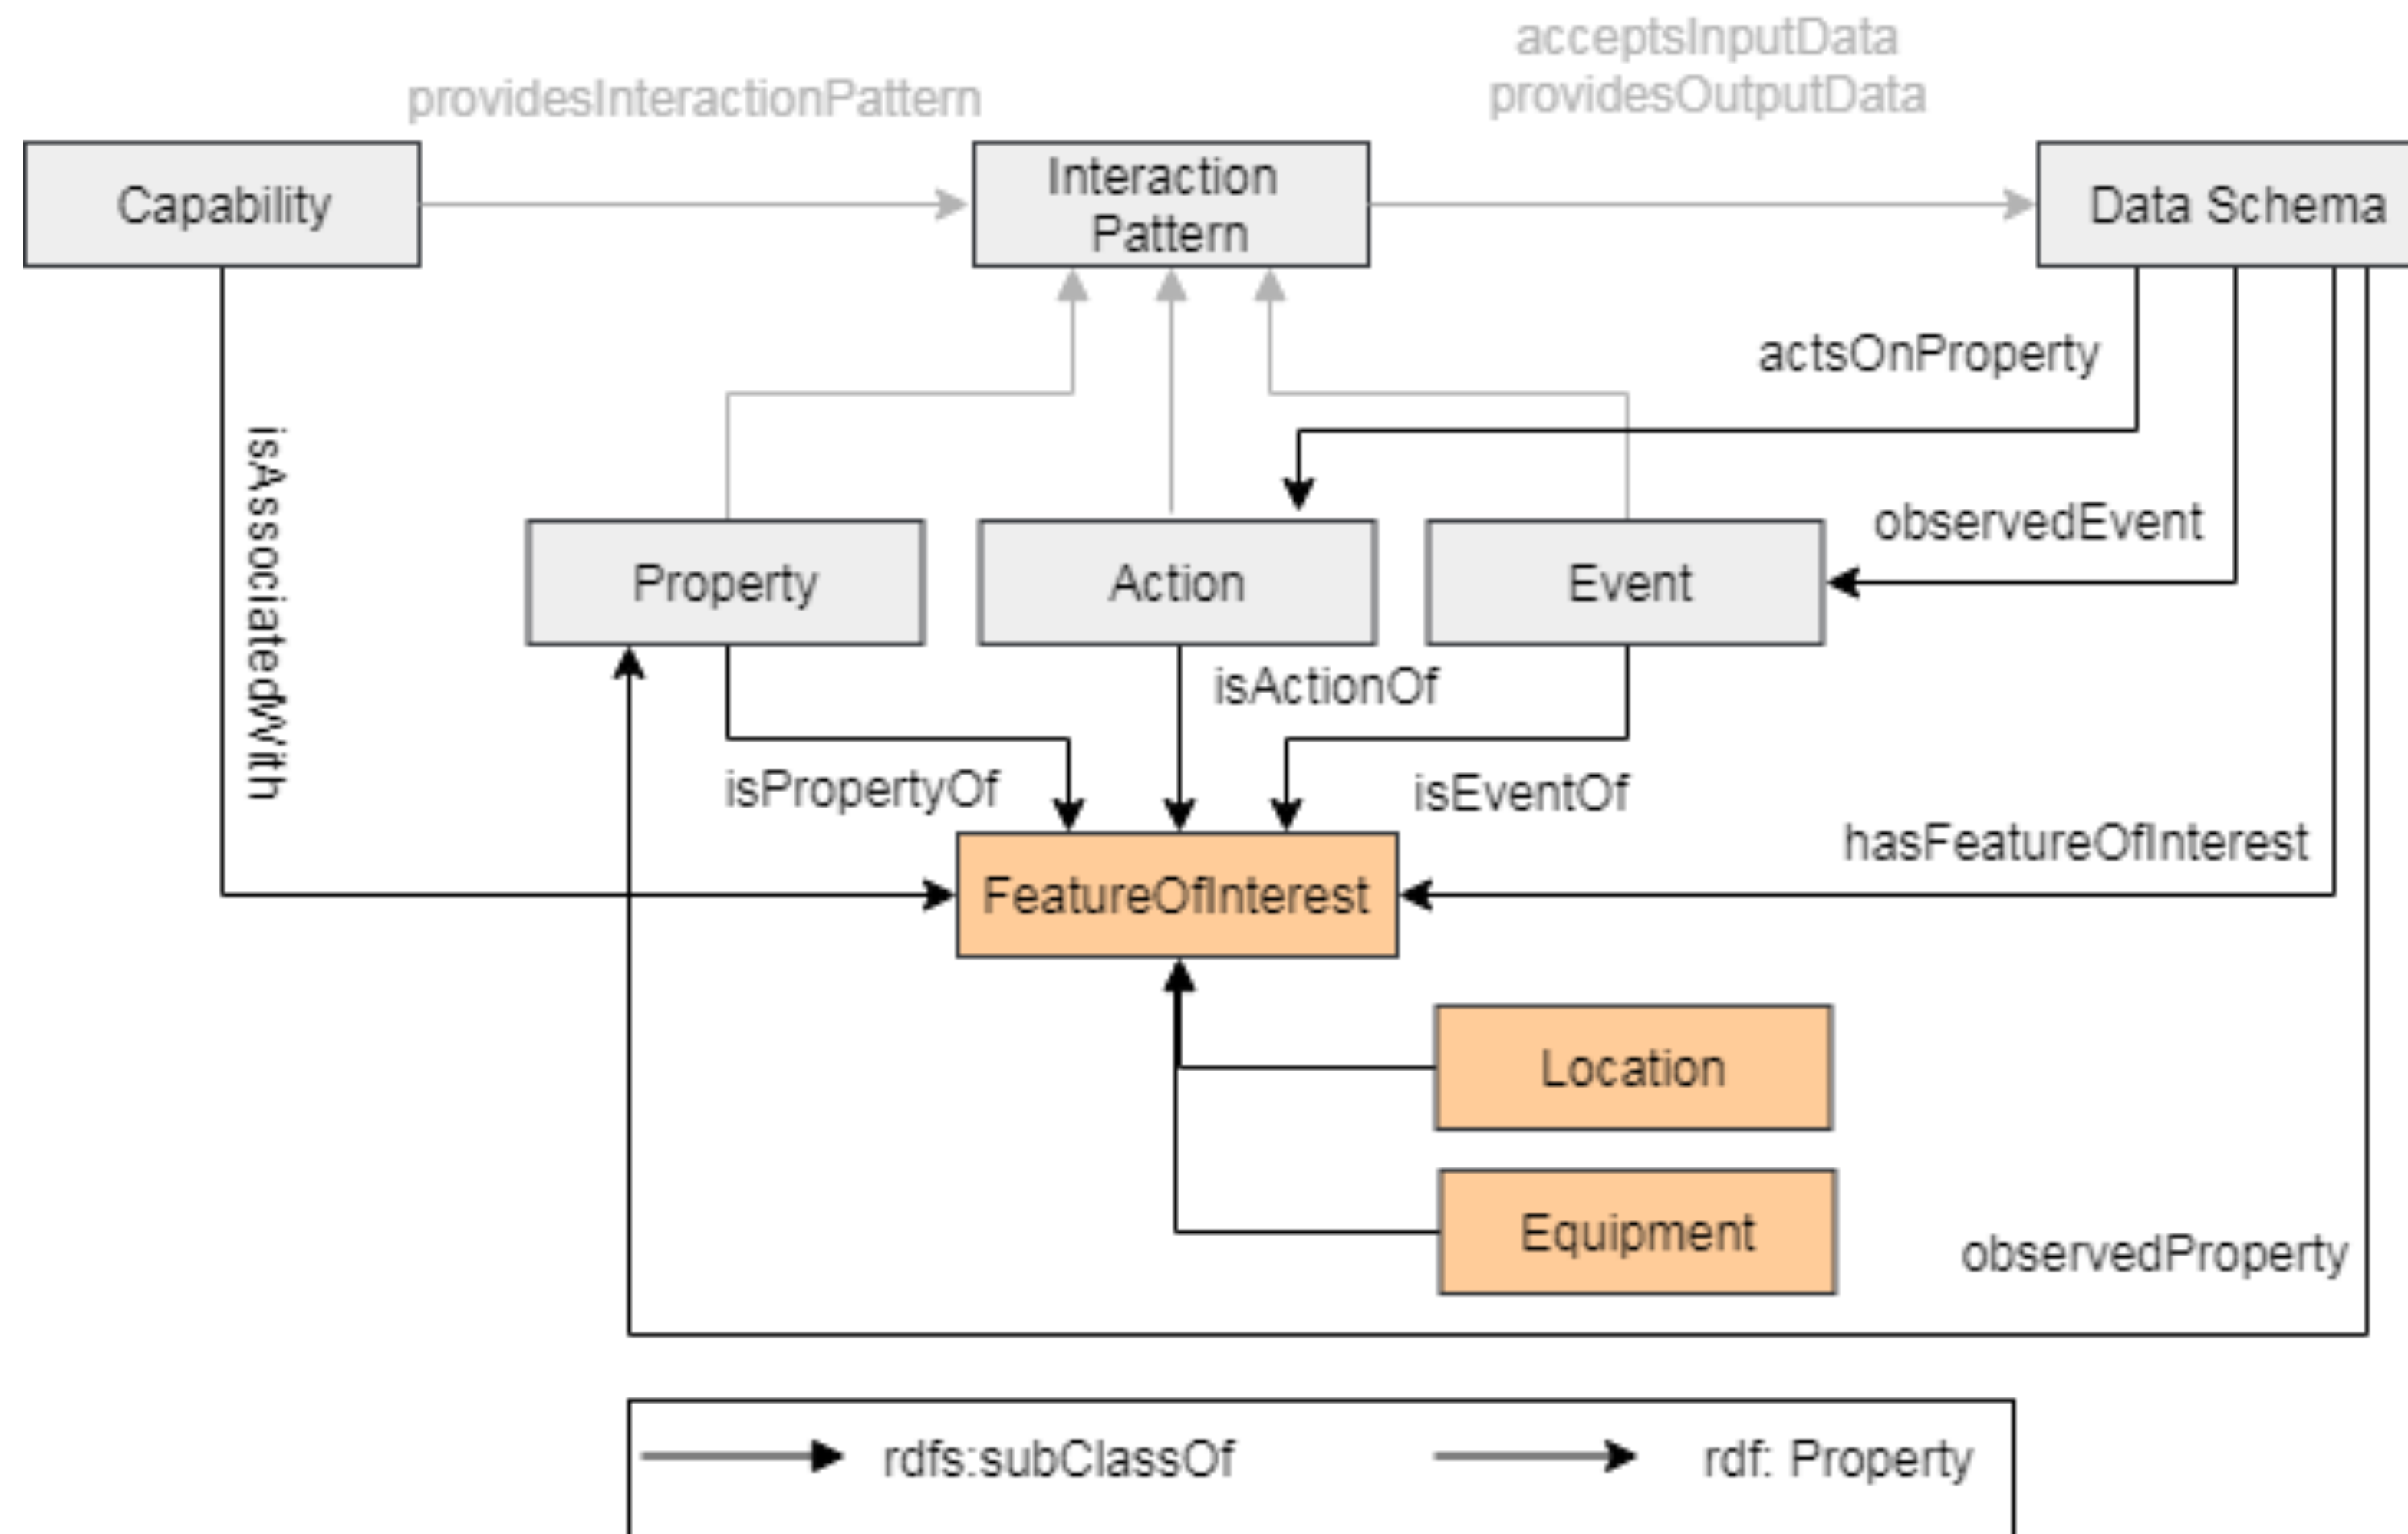 acceptsInputData
providesInteractionPattern
providesOutputData
Capability
Interaction
Pattern
Data Schema
actsOnProperty
isAssociatedWith
observedEvent
Property
Action
Event
isActionOf
isPropertyOf
isEventOf
hasFeatureOfInterest
FeatureOfInterest
Location
Equipment
observedProperty
rdfs:subClassOf
rdf: Property